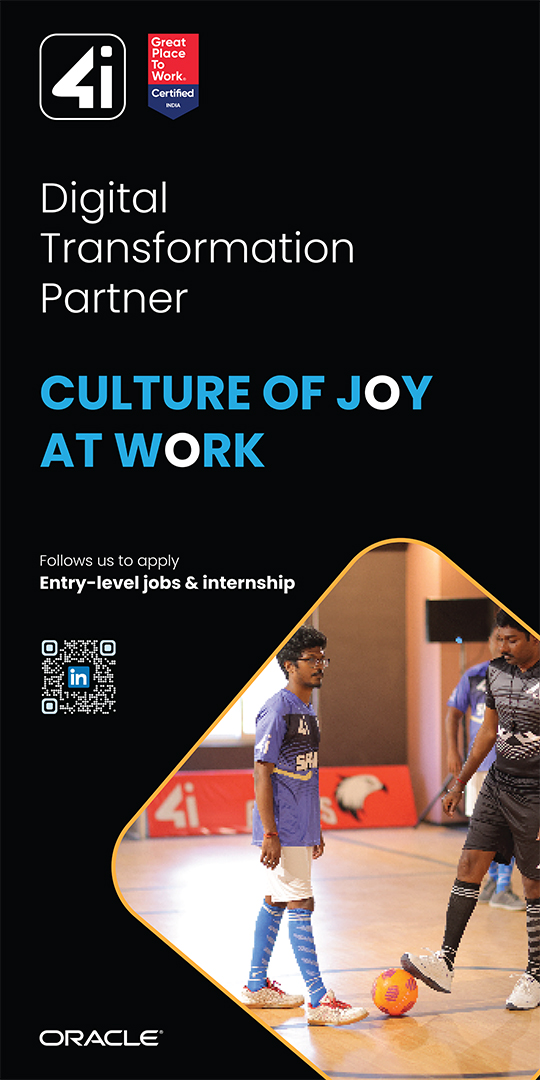 4i
Great
Place
To
Work®
Certified
INDIA
Digital
Transformation
Partner
CULTURE OF JOY
AT WORK
Follows us to apply
Entry-level jobs & internship
in
4i
4i
ORACLE®